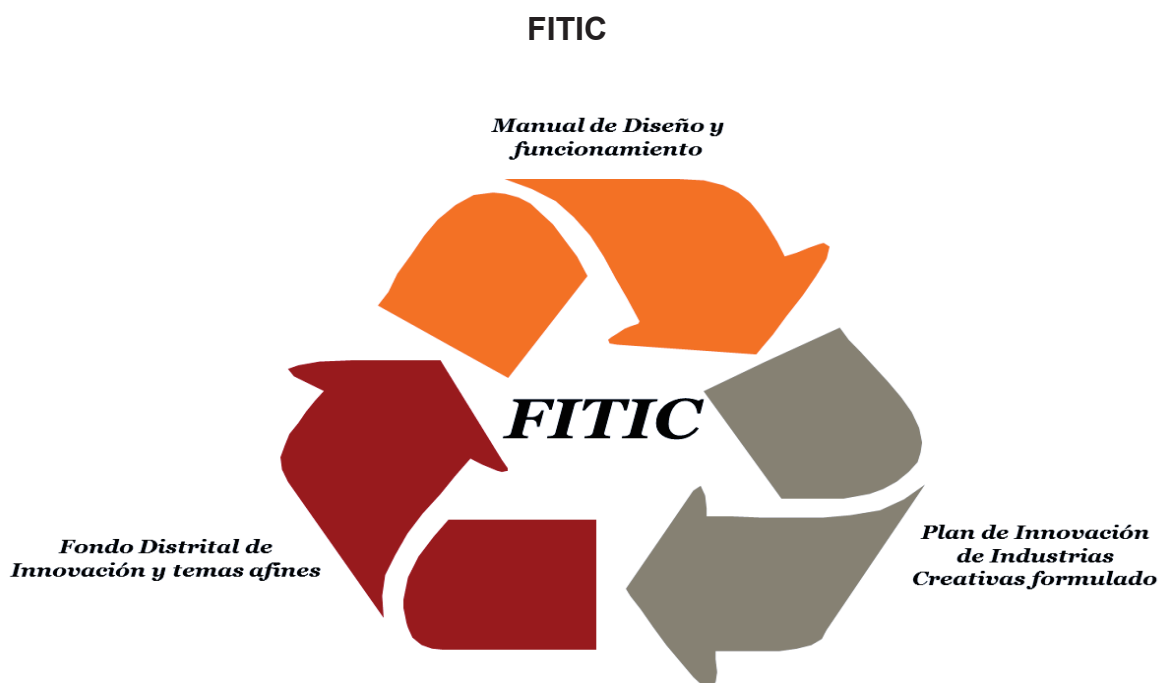 FITIC
Manual de Diseño y
funcionamiento
FITIC
Fondo Distrital de
Innovación y temas afines
Plan de Innovación
de Industrias
Creativas formulado